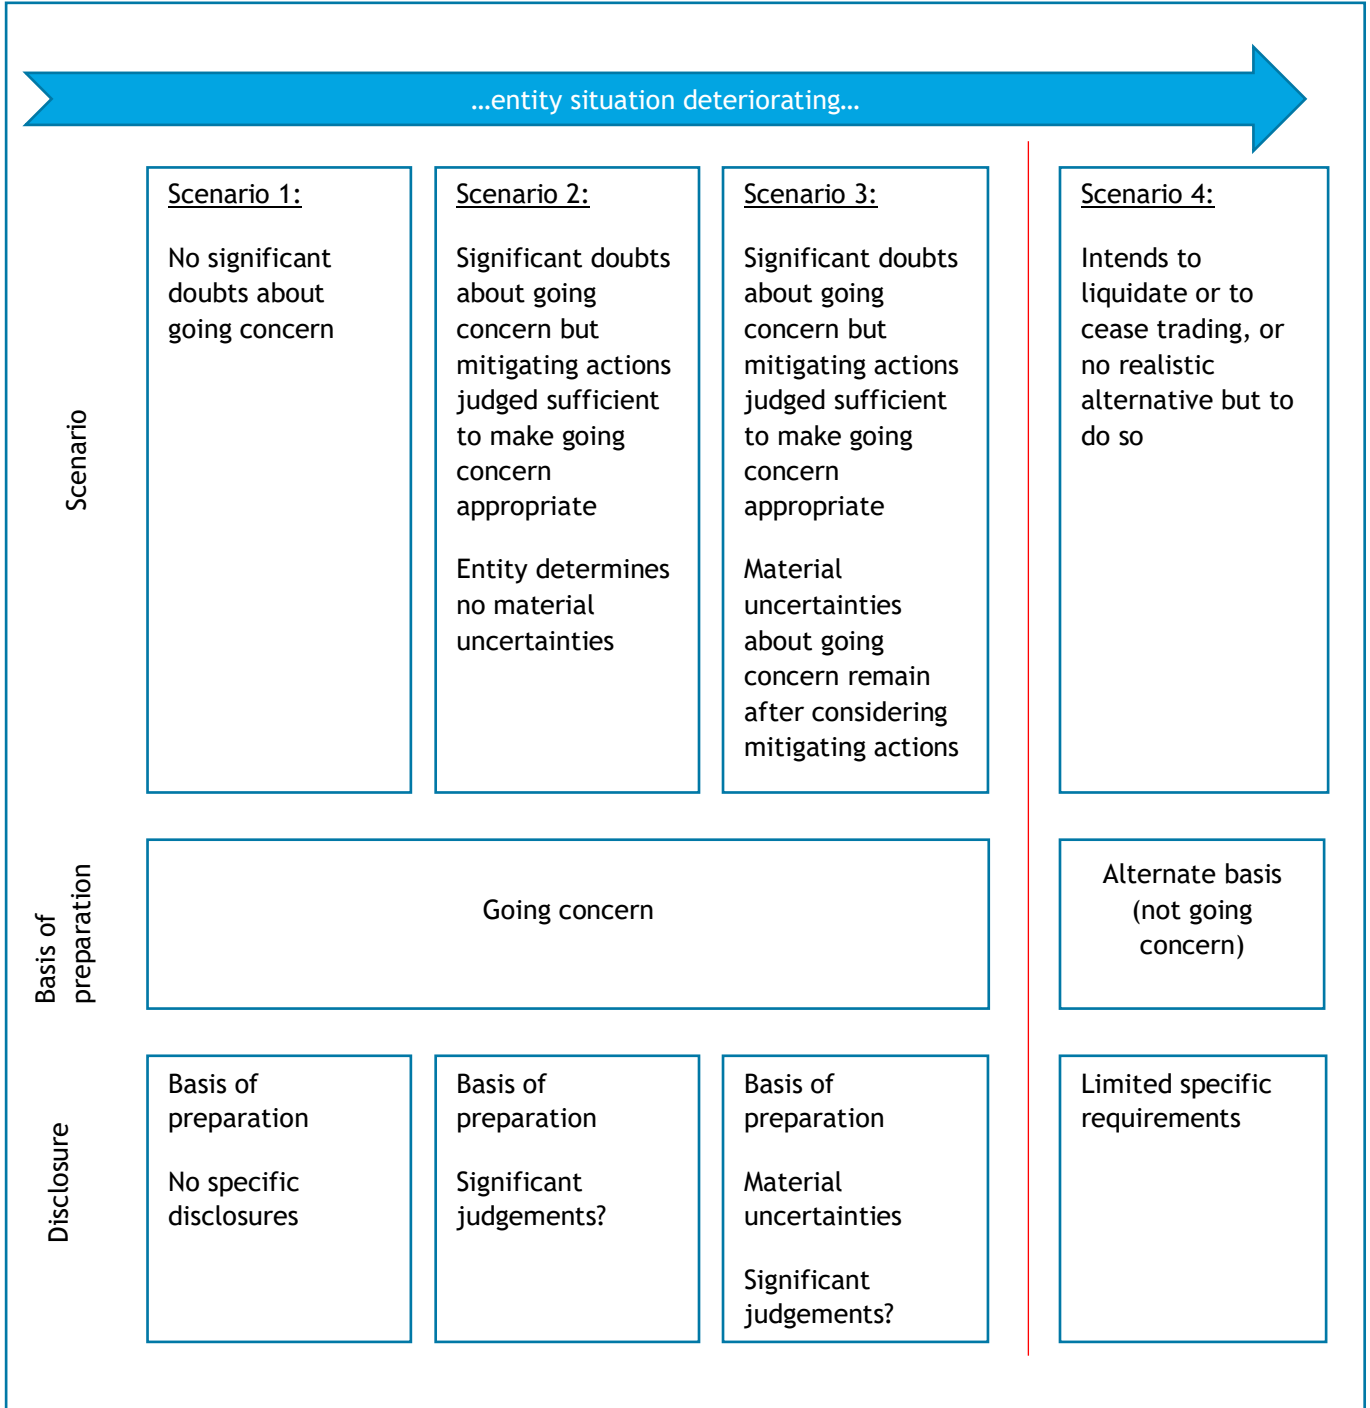 …entity situation deteriorating…
Scenario
Scenario 1:
No significant
doubts about
going concern
Scenario 2:
Significant doubts
about going
concern but
mitigating actions
judged sufficient
to make going
concern
appropriate
Entity determines
no material
uncertainties
Scenario 3:
Significant doubts
about going
concern but
mitigating actions
judged sufficient
to make going
concern
appropriate
Material
uncertainties
about going
concern remain
after considering
mitigating actions
Scenario 4:
Intends to
liquidate or to
cease trading, or
no realistic
alternative but to
do so
Basis of
preparation
Going concern
Alternate basis
(not going
concern)
Disclosure
Basis of
preparation
No specific
disclosures
Basis of
preparation
Significant
judgements?
Basis of
preparation
Material
uncertainties
Significant
judgements?
Limited specific
requirements